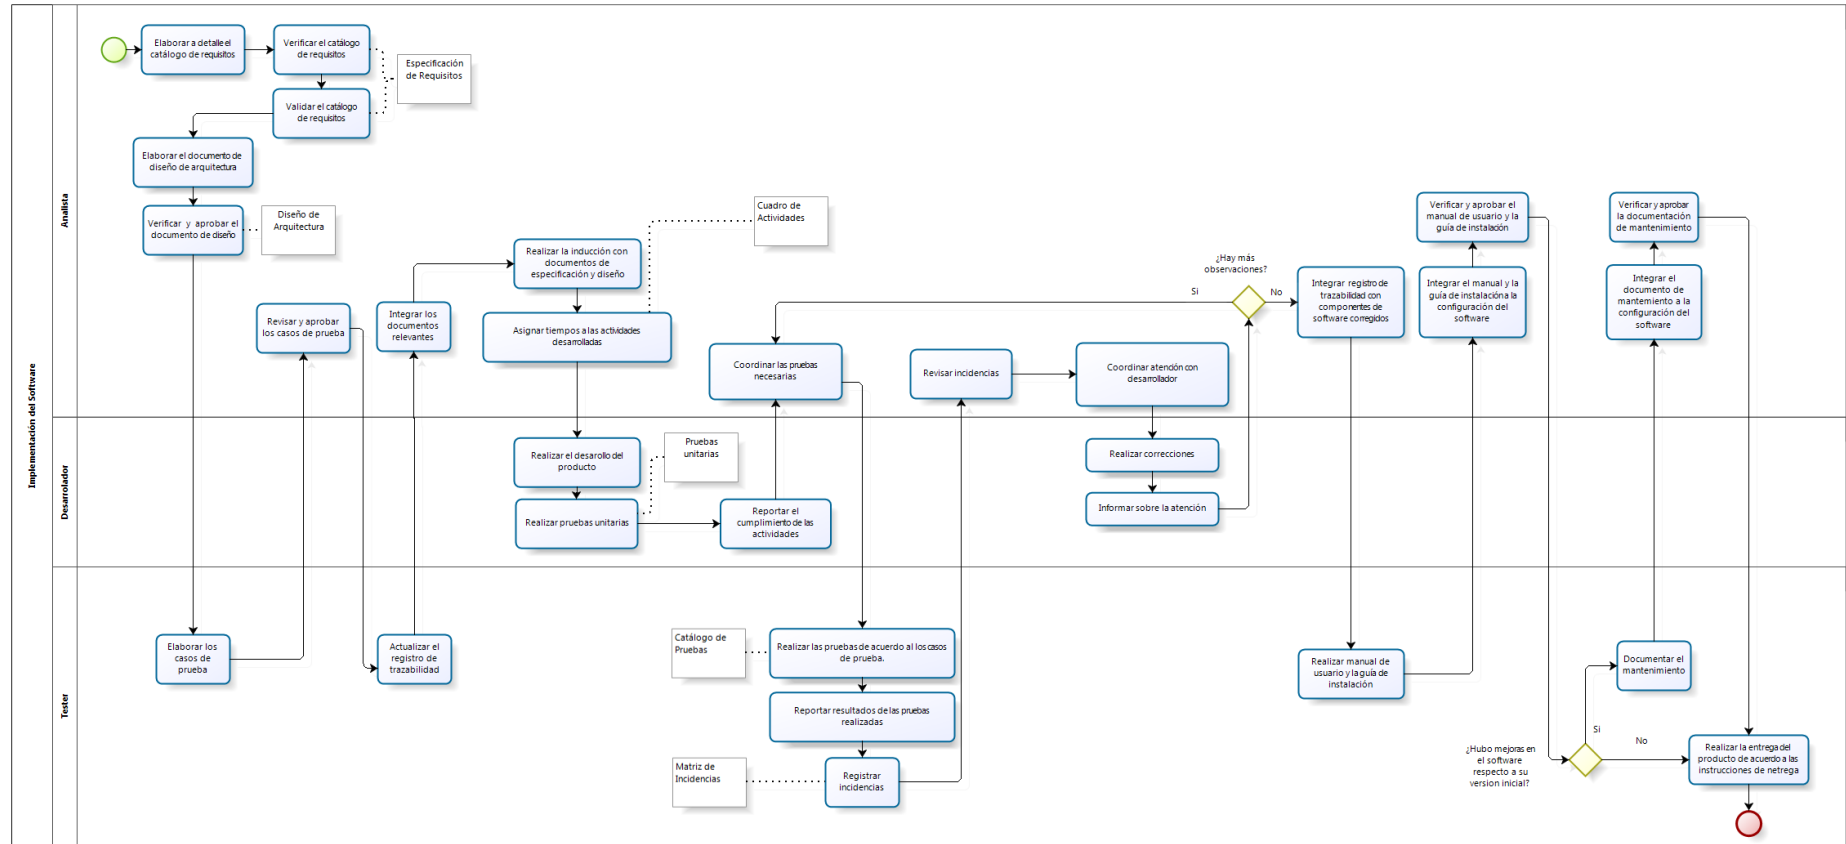 Implementación del Software
Analista
Elaborar a detalle el
catálogo de requisitos
Verificar el catálogo
de requisitos
Especificación
de Requisitos
Validar el catálogo
de requisitos
Elaborar el documento de
diseño de arquitectura
Verificar y aprobar el
documento de diseño
Diseño de
Arquitectura
Revisar y aprobar
los casos de prueba
Integrar los
documentos
relevantes
Realizar la inducción con
documentos de
especificación y diseño
Cuadro de
Actividades
Asignar tiempos a las actividades
desarrolladas
Coordinar las pruebas
necesarias
Revisar incidencias
Coordinar atención con
desarrollador
¿Hay más
observaciones?
Si
No
Integrar registro de
trazabilidad con
componentes de
software corregidos
Verificar y aprobar el
manual de usuario y la
guía de instalación
Integrar el manual y la
guía de instalación a la
configuración del
software
Verificar y aprobar
la documentación
de mantenimiento
Integrar el
documento de
mantemiento a la
configuración del
software
Desarrolador
Realizar el desarollo del
producto
Pruebas
unitarias
Realizar pruebas unitarias
Reportar el
cumplimiento de las
actividades
Realizar correcciones
Informar sobre la atención
Tester
Elaborar los
casos de
prueba
Actualizar el
registro de
trazabilidad
Catálogo de
Pruebas
Realizar las pruebas de acuerdo al los casos
de prueba.
Reportar resultados de las pruebas
realizadas
Matriz de
Incidencias
Registrar
incidencias
Realizar manual de
usuario y la guía de
instalación
¿Hubo mejoras en
el software
respecto a su
version inicial?
Si
No
Documentar el
mantenimiento
Realizar la entrega del
producto de acuerdo a las
instrucciones de netrega